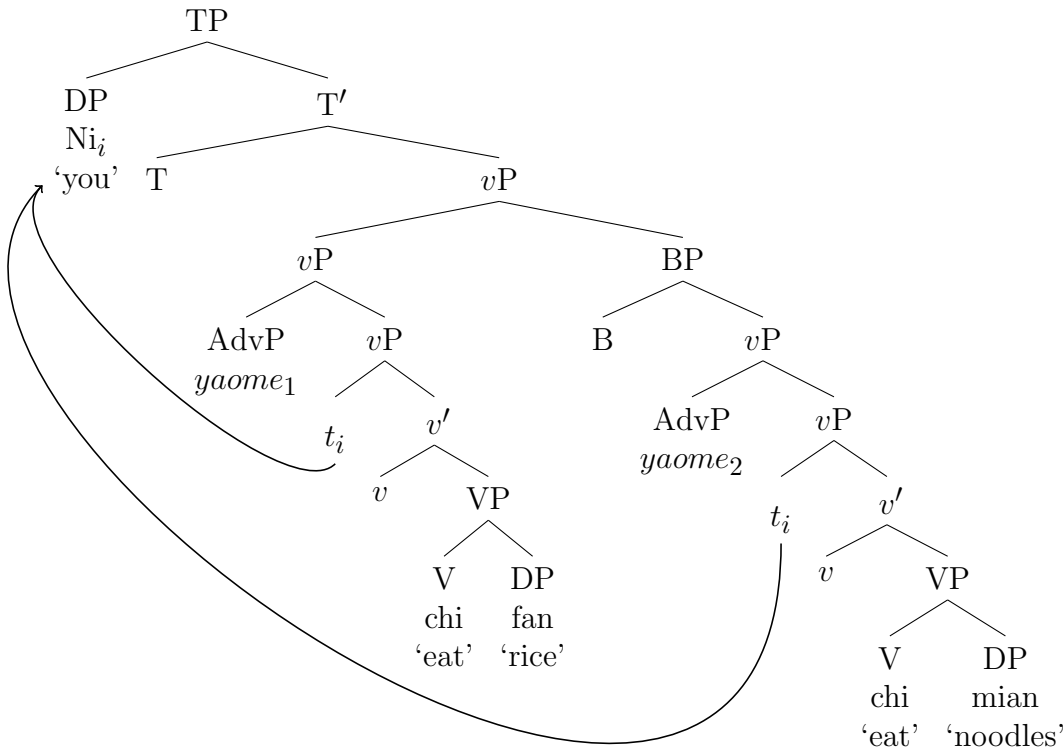 TP
DP T′
Ni_i
‘you’ T vP
vP BP
AdvP vP B vP
yaome_1
AdvP vP
t_i v′ yaome_2
v VP t_i v′
V DP v VP
chi fan
‘eat’ ‘rice’ V DP
chi mian
‘eat’ ‘noodles’